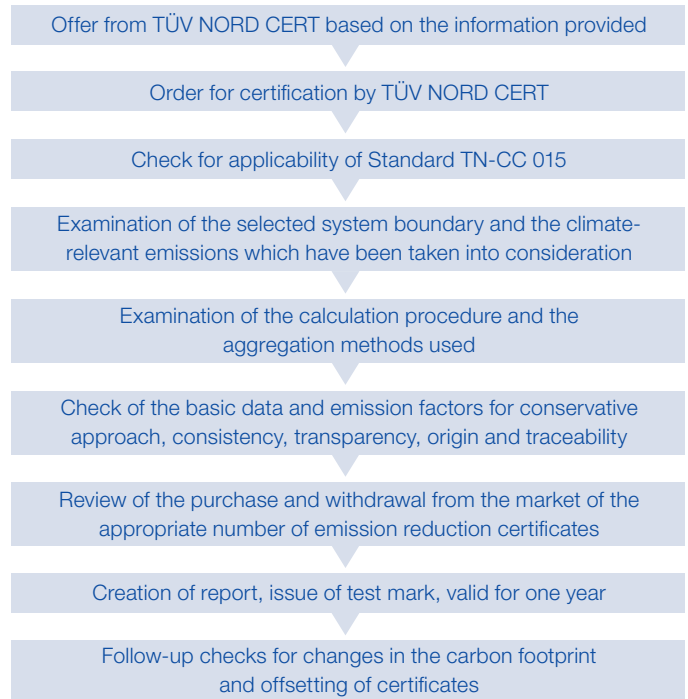 Offer from TÜV NORD CERT based on the information provided
Order for certification by TÜV NORD CERT
Check for applicability of Standard TN-CC 015
Examination of the selected system boundary and the climate-
relevant emissions which have been taken into consideration
Examination of the calculation procedure and the
aggregation methods used
Check of the basic data and emission factors for conservative
approach, consistency, transparency, origin and traceability
Review of the purchase and withdrawal from the market of the
appropriate number of emission reduction certificates
Creation of report, issue of test mark, valid for one year
Follow-up checks for changes in the carbon footprint
and offsetting of certificates